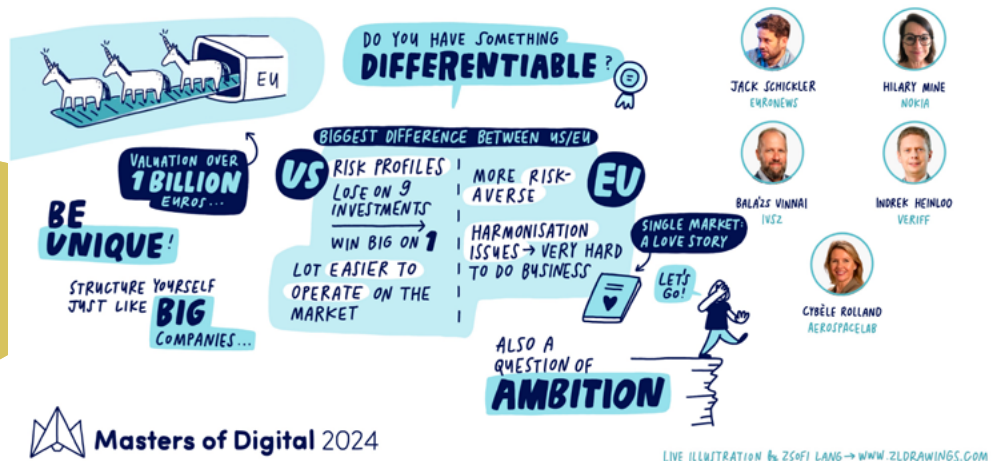 EU
DO YOU HAVE SOMETHING
DIFFERENTIABLE?
VALUATION OVER
1 BILLION
EUROS...
BE
UNIQUE!
STRUCTURE YOURSELF
JUST LIKE BIG
COMPANIES...
BIGGEST DIFFERENCE BETWEEN US/EU
US
RISK PROFILES
LOSE ON 9
INVESTMENTS
WIN BIG ON 1
LOT EASIER TO
OPERATE ON THE
MARKET
EU
MORE RISK-
AVERSE
HARMONISATION
ISSUES → VERY HARD
TO DO BUSINESS
SINGLE MARKET:
A LOVE STORY
LET'S
GO!
ALSO A
QUESTION OF
AMBITION
JACK SCHICKLER
EURONEWS
HILARY MINE
NOKIA
BALA'ZS VINNAI
IVSZ
INDREK HEINLOO
VERIFF
CYBÈLE ROLLAND
AEROSPACELAB
Masters of Digital 2024
LIVE ILLUSTRATION by ZSOFI LANG → WWW.ZLDRAWINGS.COM